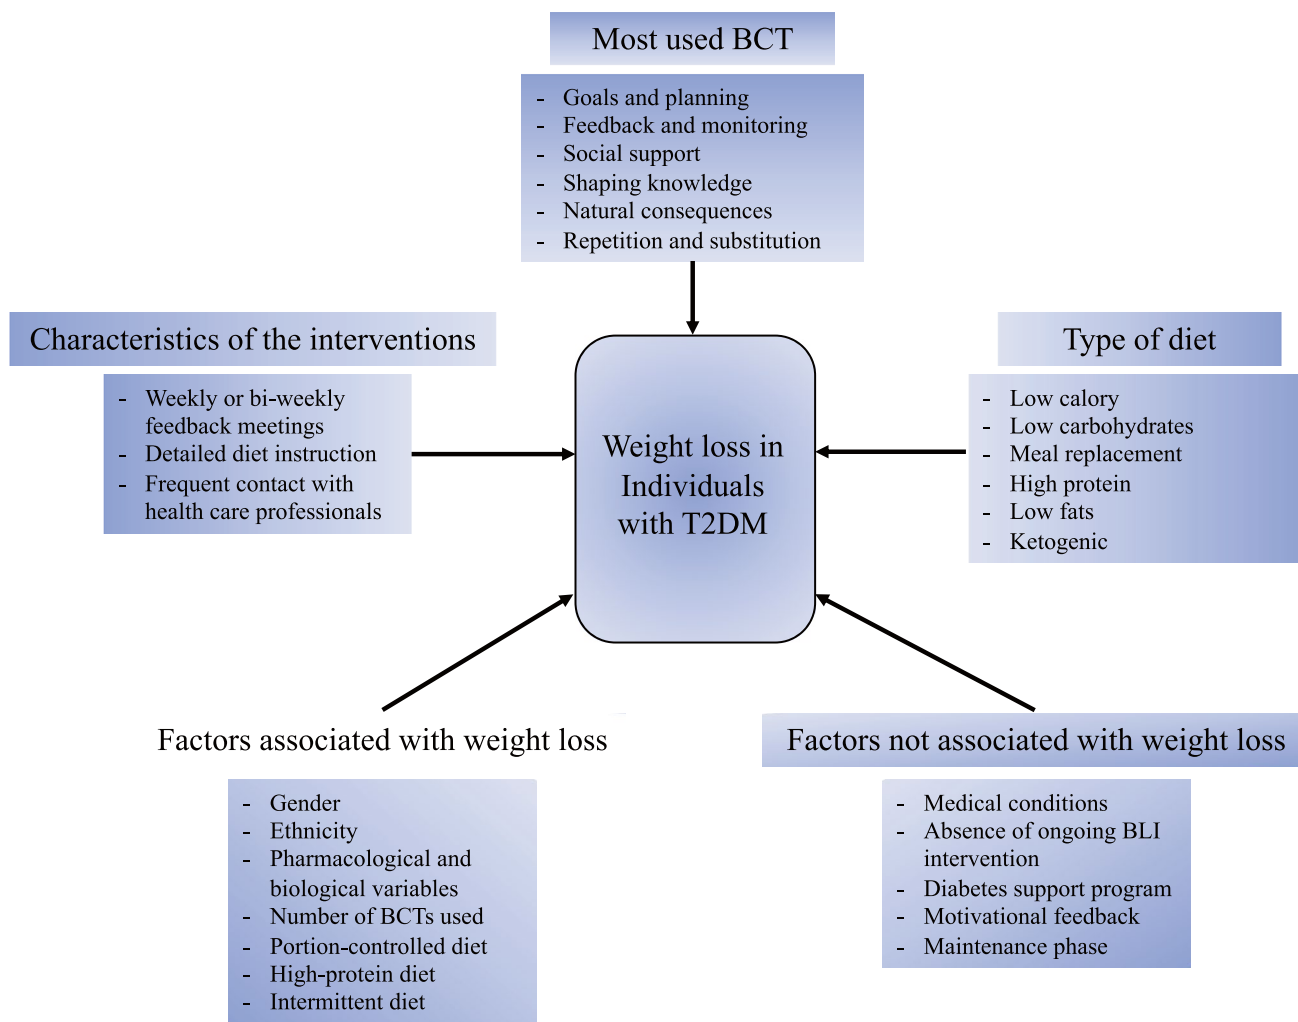 Most used BCT
- Goals and planning
- Feedback and monitoring
- Social support
- Shaping knowledge
- Natural consequences
- Repetition and substitution
Characteristics of the interventions
- Weekly or bi-weekly
feedback meetings
- Detailed diet instruction
- Frequent contact with
health care professionals
Weight loss in
Individuals
with T2DM
Type of diet
- Low calory
- Low carbohydrates
- Meal replacement
- High protein
- Low fats
- Ketogenic
Factors associated with weight loss
- Gender
- Ethnicity
- Pharmacological and
biological variables
- Number of BCTs used
- Portion-controlled diet
- High-protein diet
- Intermittent diet
Factors not associated with weight loss
- Medical conditions
- Absence of ongoing BLI
intervention
- Diabetes support program
- Motivational feedback
- Maintenance phase